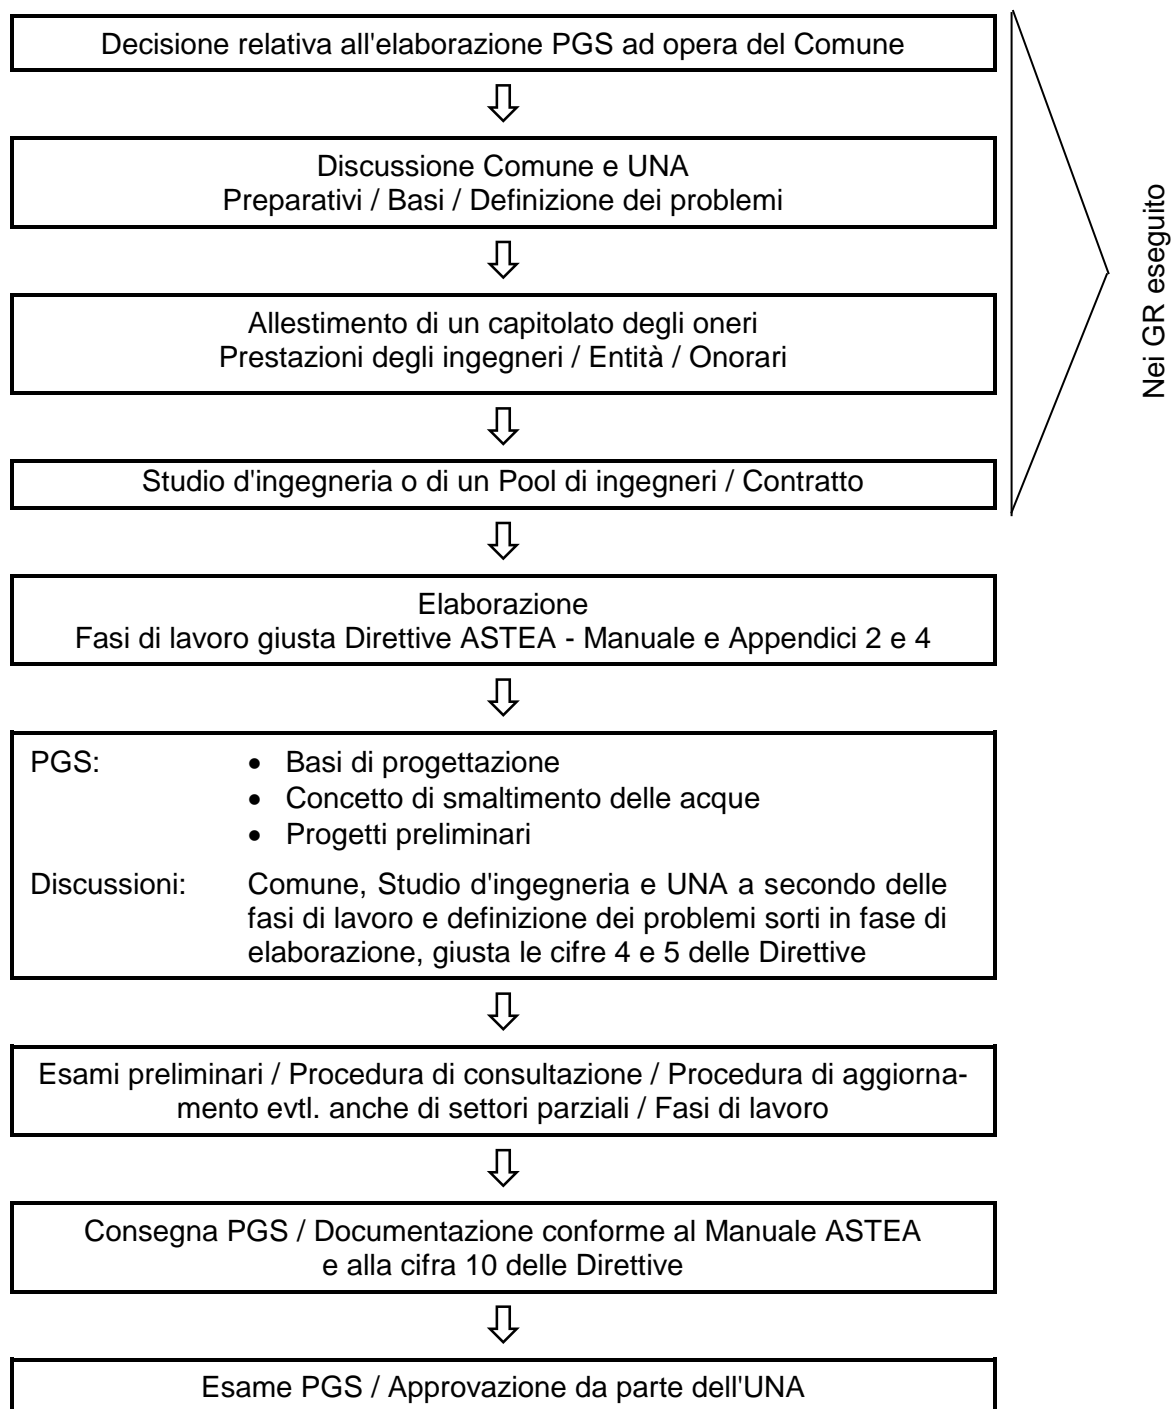 Decisione relativa all'elaborazione PGS ad opera del Comune
Discussione Comune e UNA
Preparativi / Basi / Definizione dei problemi
Allestimento di un capitolato degli oneri
Prestazioni degli ingegneri / Entità / Onorari
Studio d'ingegneria o di un Pool di ingegneri / Contratto
Nei GR eseguito
Elaborazione
Fasi di lavoro giusta Direttive ASTEA - Manuale e Appendici 2 e 4
PGS: • Basi di progettazione
• Concetto di smaltimento delle acque
• Progetti preliminari
Discussioni: Comune, Studio d'ingegneria e UNA a secondo delle
fasi di lavoro e definizione dei problemi sorti in fase di
elaborazione, giusta le cifre 4 e 5 delle Direttive
Esami preliminari / Procedura di consultazione / Procedura di aggiorna-
mento evtl. anche di settori parziali / Fasi di lavoro
Consegna PGS / Documentazione conforme al Manuale ASTEA
e alla cifra 10 delle Direttive
Esame PGS / Approvazione da parte dell'UNA